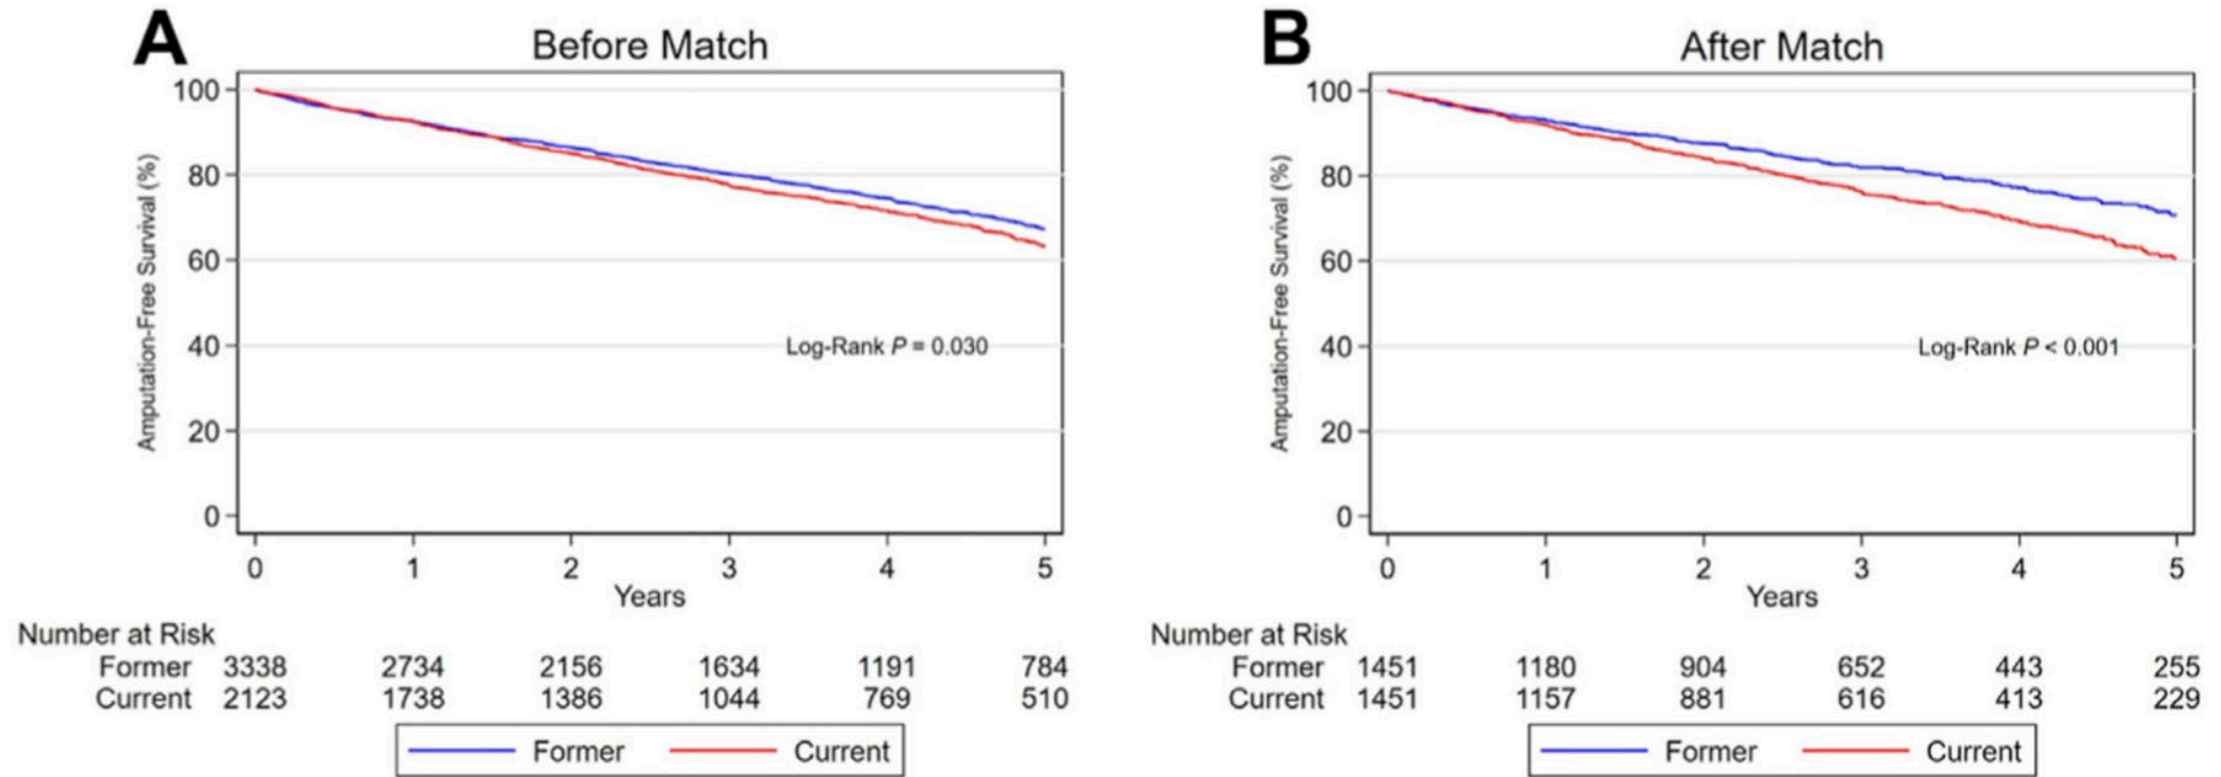 A
Before Match
Amputation-Free Survival (%)
100
80
60
40
20
0
Log-Rank P = 0.030
0 1 2 3 4 5
Years
Number at Risk
Former 3338 2734 2156 1634 1191 784
Current 2123 1738 1386 1044 769 510
Former Current
B
After Match
Amputation-Free Survival (%)
100
80
60
40
20
0
Log-Rank P < 0.001
0 1 2 3 4 5
Years
Number at Risk
Former 1451 1180 904 652 443 255
Current 1451 1157 881 616 413 229
Former Current